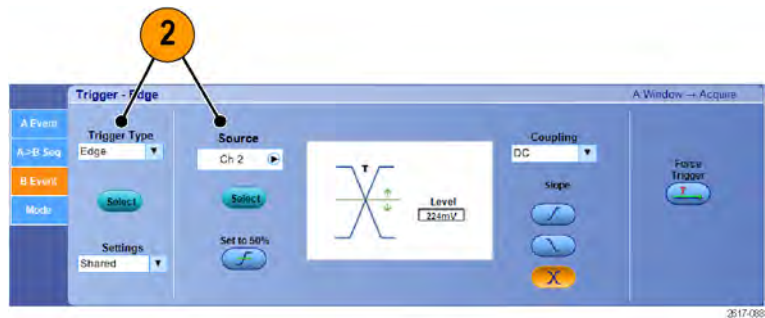 2
Trigger - Edge
A Window → Acquire
A Event
A->B Seq
B Event
Mode
Trigger Type
Edge
Select
Settings
Shared
Source
Ch 2
Select
Set to 50%
T
Level
224mV
Coupling
DC
Slope
X
Force
Trigger
T
2617-088